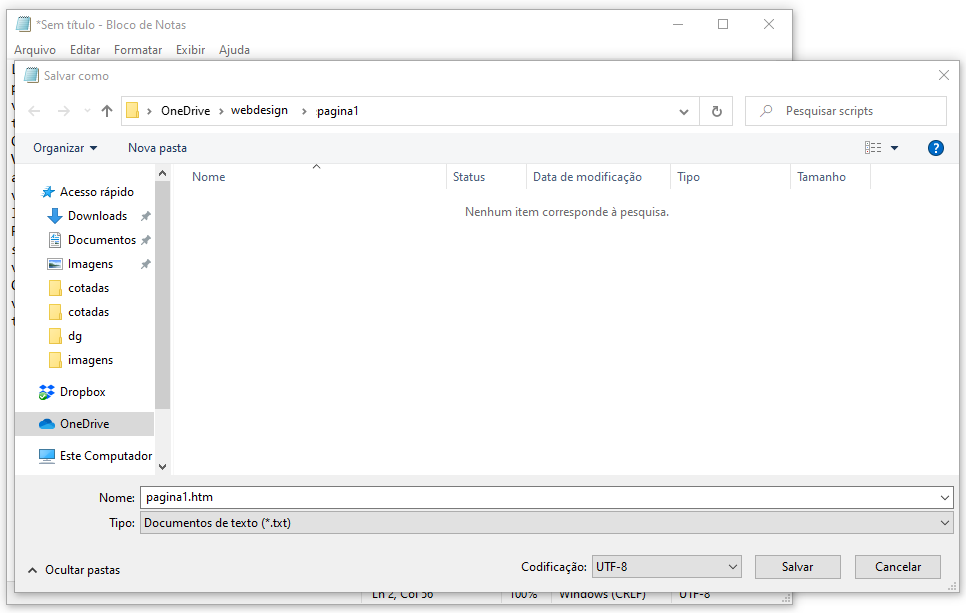 *Sem título - Bloco de Notas
Arquivo Editar Formatar Exibir Ajuda
Salvar como
OneDrive › webdesign › pagina1
Pesquisar scripts
Organizar Nova pasta
?
Nome Status Data de modificação Tipo Tamanho
Nenhum item corresponde à pesquisa.
Acesso rápido
Downloads
Documentos
Imagens
cotadas
cotadas
dg
imagens
Dropbox
OneDrive
Este Computador
Nome: pagina1.htm
Tipo: Documentos de texto (*.txt)
Ocultar pastas
Codificação: UTF-8 Salvar Cancelar
Ln 2, Col 56 100% Windows (CRLF) UTF-8